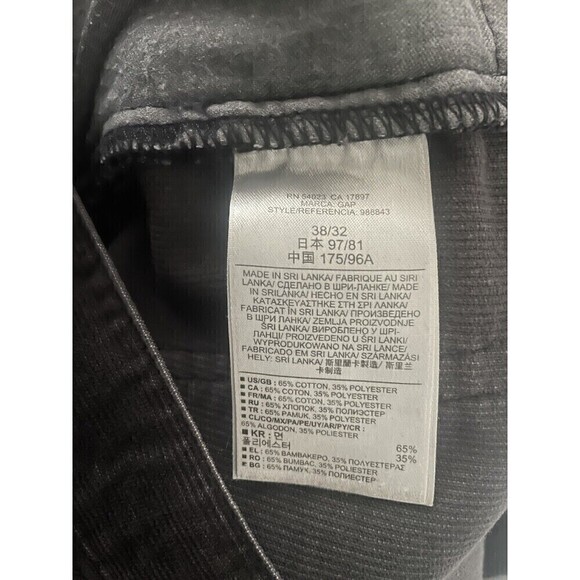 RN 54023 CA 17897
MARCA: GAP
STYLE/REFERENCIA: 988843
38/32
日本 97/81
中国 175/96A
MADE IN SRI LANKA/ FABRIQUE AU SRI
LANKA/ СДЕЛАНО В ШРИ-ЛАНКЕ/ MADE
IN SRILANKA/ HECHO EN SRI LANKA/
ΚΑΤΑΣΚΕΥΑΣΤΗΚΕ ΣΤΗ ΣΡΙ ΛΑΝΚΑ/
FABRICAT ÎN SRI LANKA/ ПРОИЗВЕДЕНО
В ШРИ ЛАНКА/ ZEMLJA PROIZVODNJE
ŠRI LANKA/ ВИРОБЛЕНО У ШРІ-
ЛАНЦІ/ PROIZVEDENO U ŠRI LANKI/
WYPRODUKOWANO NA SRI LANCE/
FABRICADO EM SRI LANKA/ SZÁRMAZÁSI
HELY: SRI LANKA/ 斯里蘭卡製造/ 斯里兰
卡制造
■ US/GB : 65% COTTON, 35% POLYESTER
■ CA : 65% COTTON, 35% POLYESTER
■ FR/MA : 65% COTON, 35% POLYESTER
■ RU : 65% ХЛОПОК, 35% ПОЛИЭСТЕР
■ TR : 65% PAMUK, 35% POLYESTER
■ CL/CO/MX/PA/PE/UY/AR/PY/CR :
65% ALGODON, 35% POLIESTER
■ KR : 면 65%
폴리에스터 35%
■ EL : 65% ΒΑΜΒΑΚΕΡΟ, 35% ΠΟΛΥΕΣΤΕΡΑΣ
■ RO : 65% BUMBAC, 35% POLIESTER
■ BG : 65% ПАМУК, 35% ПОЛИЕСТЕР